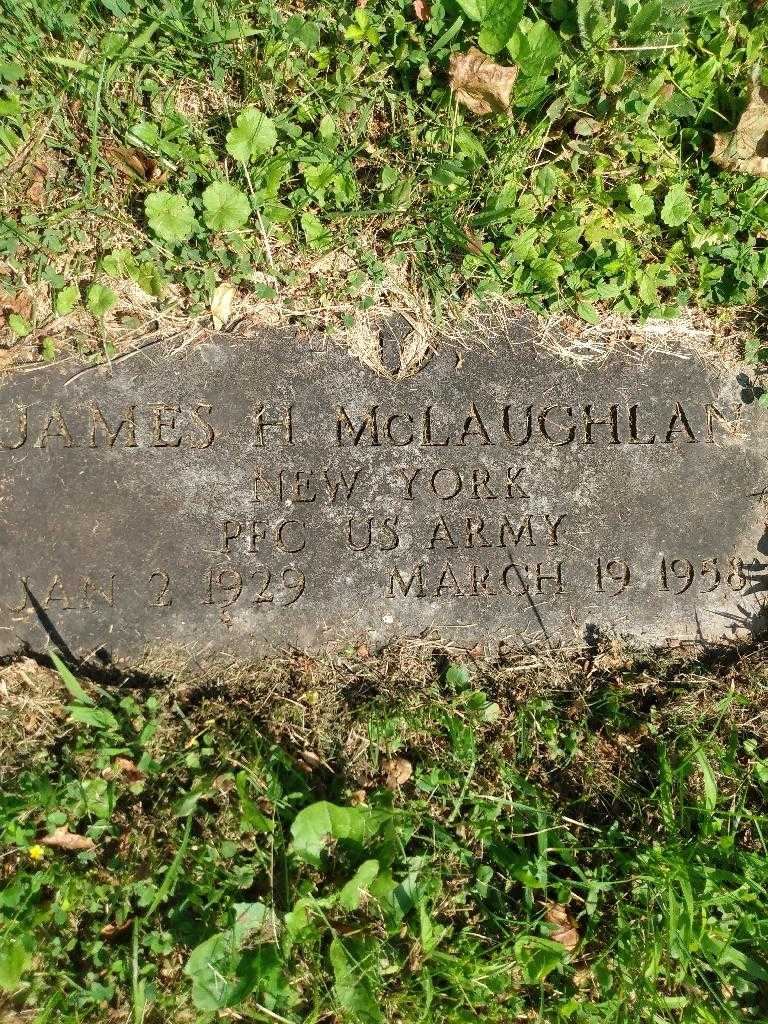 JAMES H McLAUGHLAN
NEW YORK
PFC US ARMY
JAN 2 1929 MARCH 19 1958